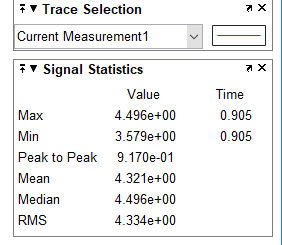 Trace Selection
Current Measurement1
Signal Statistics
Value Time
Max 4.496e+00 0.905
Min 3.579e+00 0.905
Peak to Peak 9.170e-01
Mean 4.321e+00
Median 4.496e+00
RMS 4.334e+00